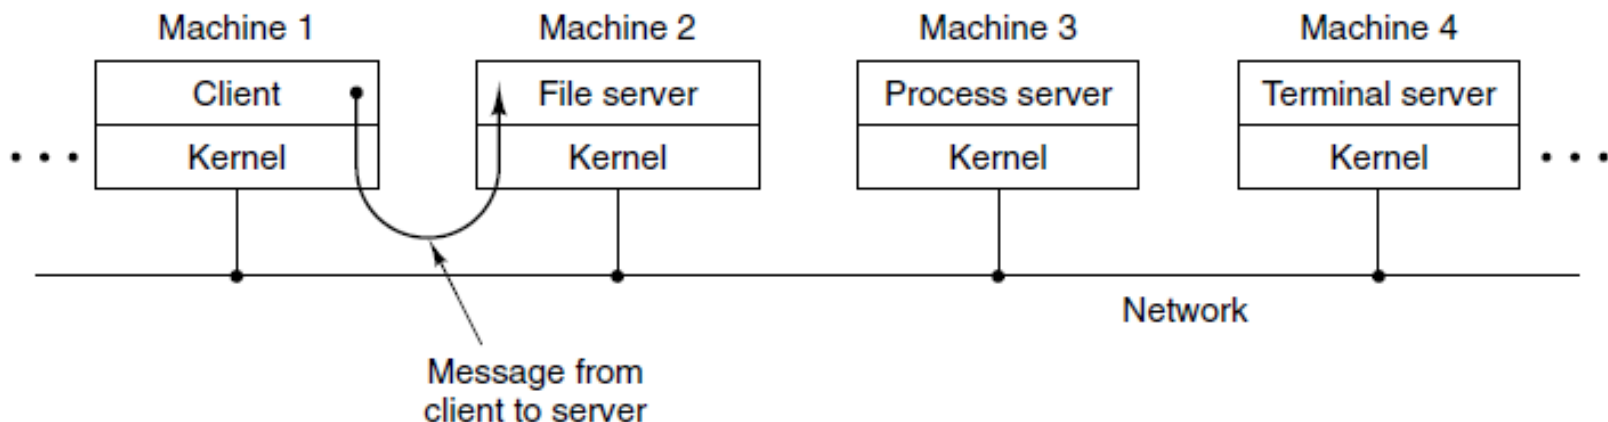 Machine 1
Machine 2
Machine 3
Machine 4
Client
File server
Process server
Terminal server
Kernel
Kernel
Kernel
Kernel
Network
Message from
client to server